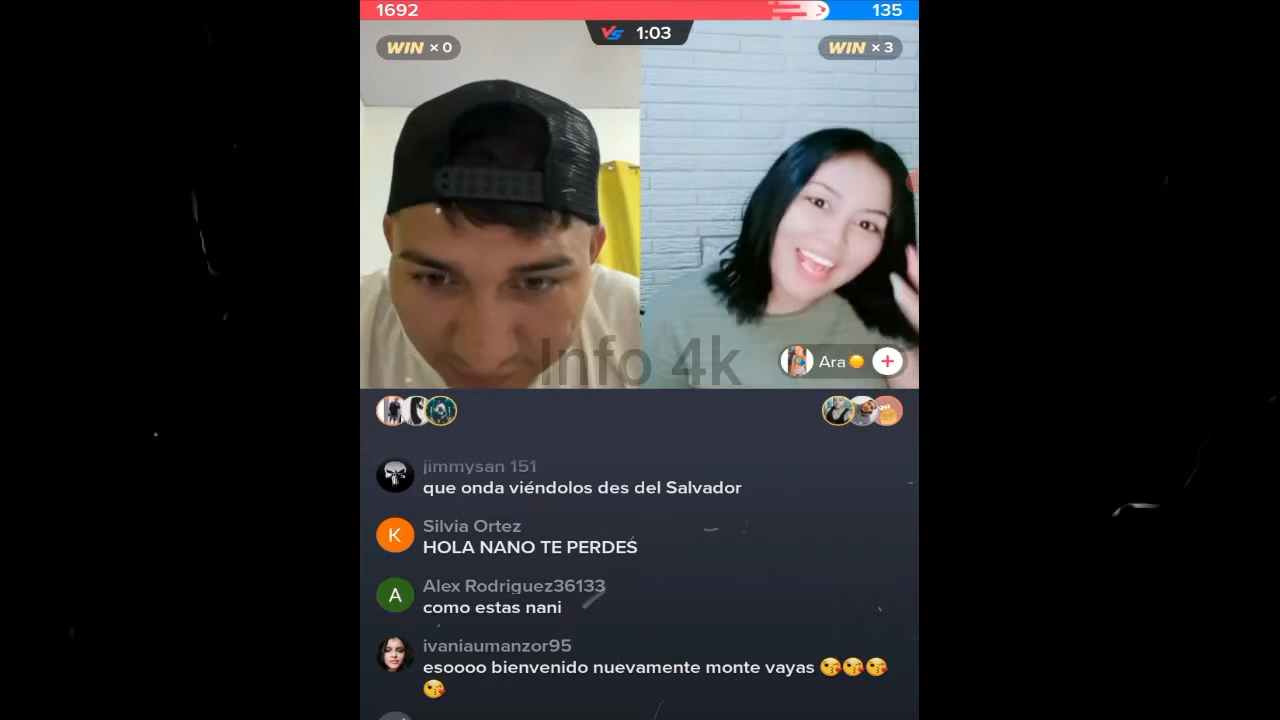 1692
135
VS 1:03
WIN × 0
WIN × 3
Info 4k
Ara
jimmysan 151
que onda viéndolos des del Salvador
Silvia Ortez
K
HOLA NANO TE PERDES
Alex Rodriguez36133
A
como estas nani
ivaniaumanzor95
esoooo bienvenido nuevamente monte vayas 😘😘😘
😘